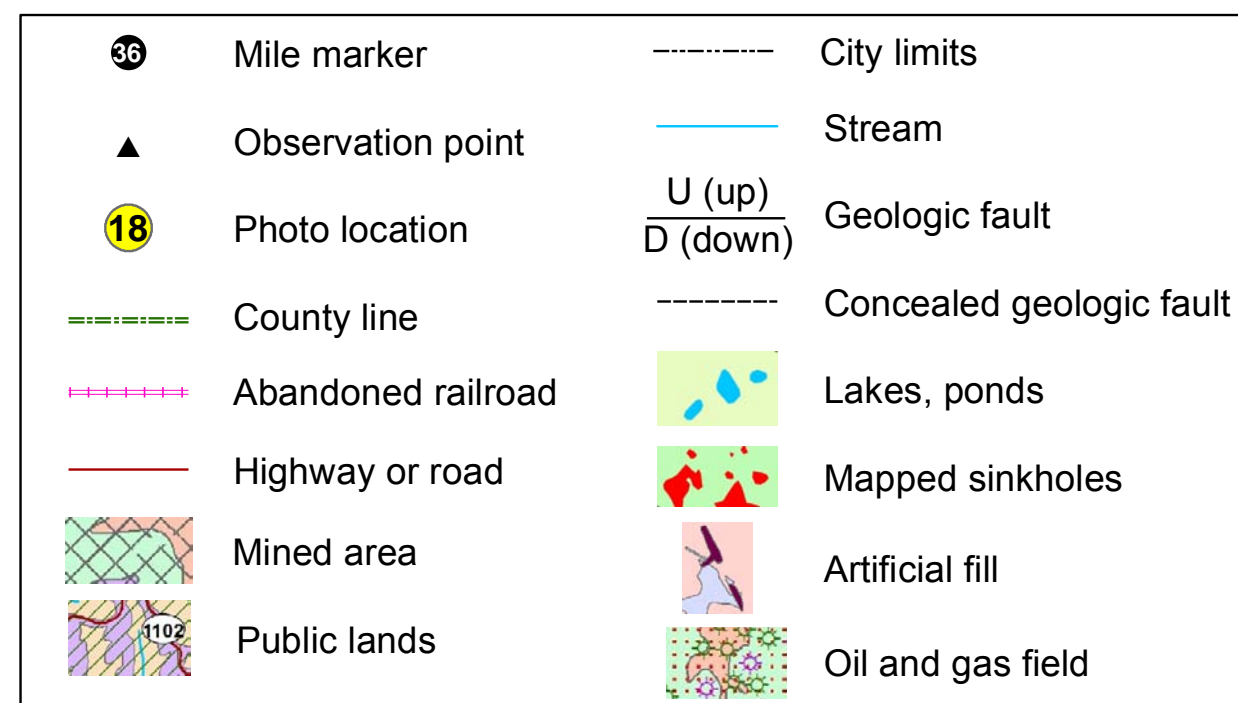 36 Mile marker
Observation point
18 Photo location
County line
Abandoned railroad
Highway or road
Mined area
1102 Public lands
City limits
Stream
U (up)
D (down)
Geologic fault
Concealed geologic fault
Lakes, ponds
Mapped sinkholes
Artificial fill
Oil and gas field